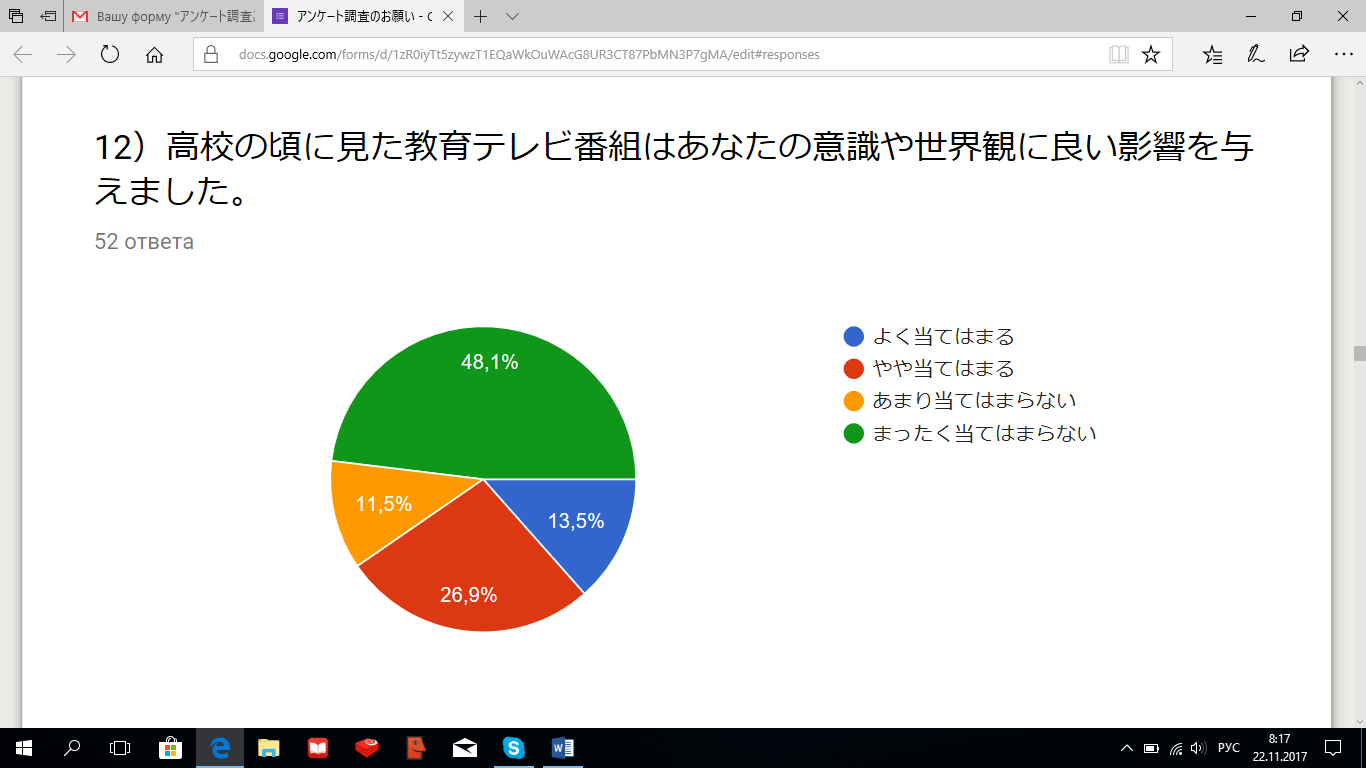 Вашу форму "アンケート調査
アンケート調査のお願い - G
docs.google.com/forms/d/1zR0iyTt5zywzT1EQaWkOuWAcG8UR3CT87PbMN3P7gMA/edit#responses
12）高校の頃に見た教育テレビ番組はあなたの意識や世界観に良い影響を与
えました。
52 ответа
48,1%
11,5%
13,5%
26,9%
よく当てはまる
やや当てはまる
あまり当てはまらない
まったく当てはまらない
РУС
8:17
22.11.2017